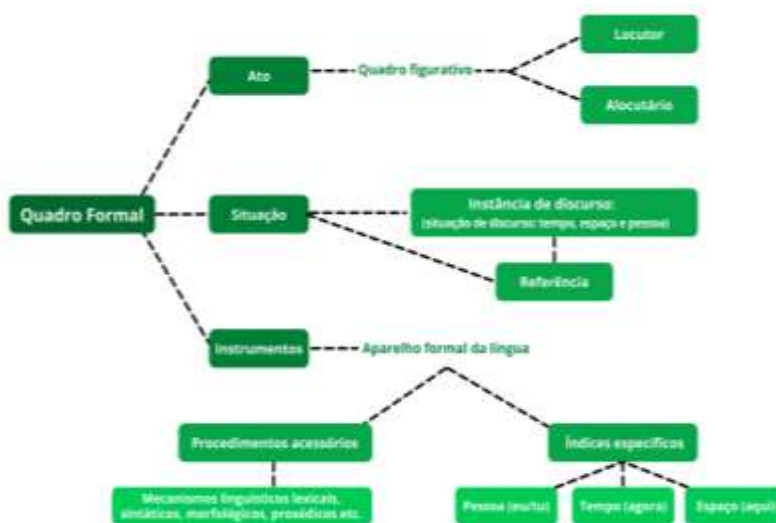 Locutor
Ato
Quadro figurativo
Alocutário
Quadro Formal
Situação
Instância de discurso:
(situação de discurso: tempo, espaço e pessoa)
Referência
Instrumentos
Aparelho formal da língua
Procedimentos acessórios
Índices específicos
Mecanismos linguísticos lexicais,
sintáticos, morfológicos, prosódicos etc.
Pessoa (eu/tu)
Tempo (agora)
Espaço (aqui)